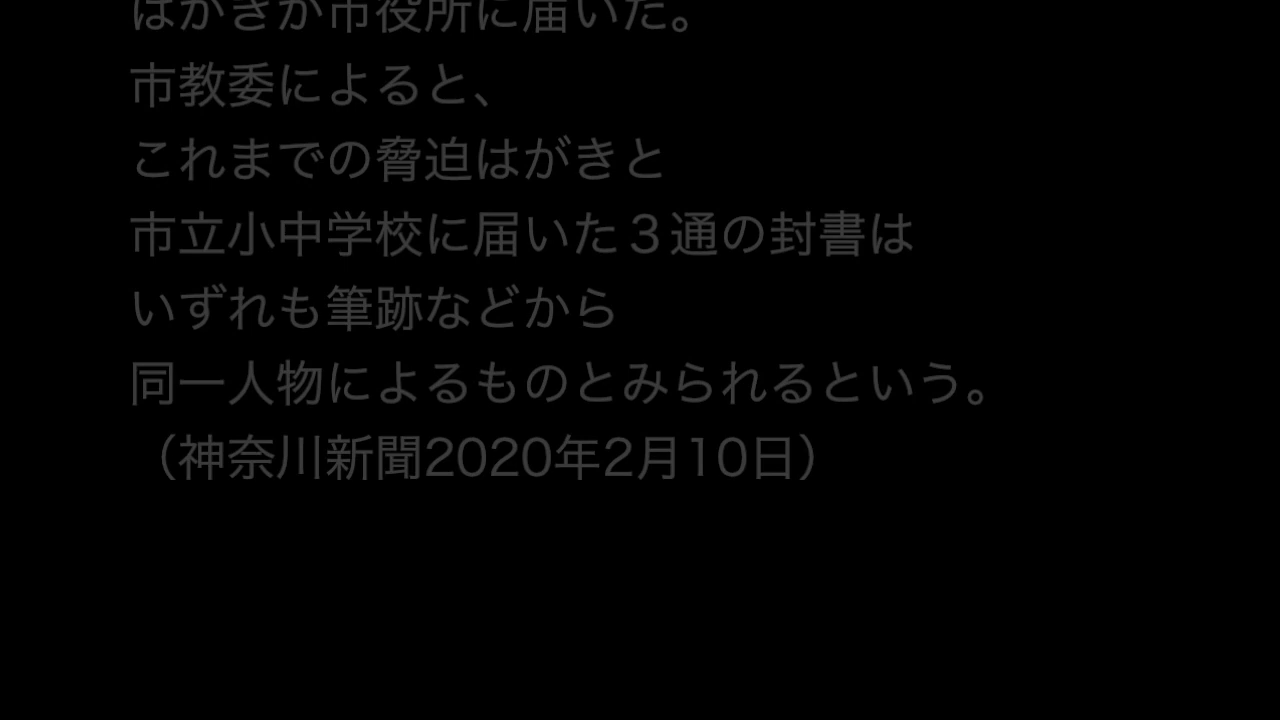 はがきが市役所に届いた。
市教委によると、
これまでの脅迫はがきと
市立小中学校に届いた３通の封書は
いずれも筆跡などから
同一人物によるものとみられるという。
（神奈川新聞2020年2月10日）